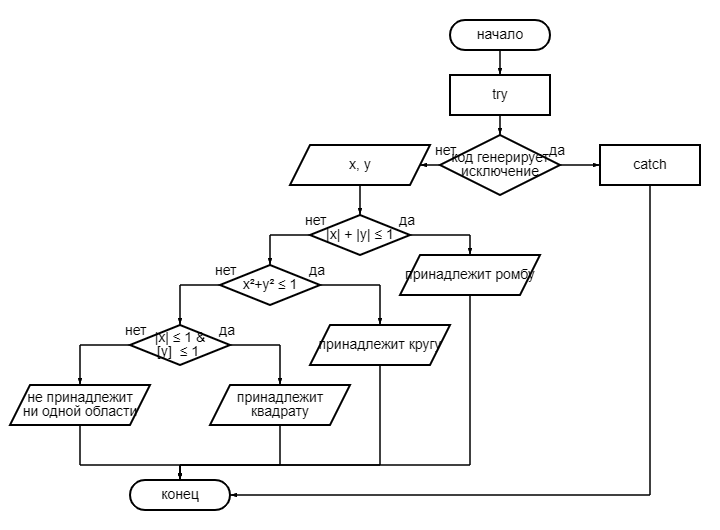 начало
try
нет
да
код генерирует
исключение
x, y
catch
нет
да
|x| + |y| ≤ 1
нет
да
x²+y² ≤ 1
принадлежит ромбу
нет
да
|x| ≤ 1 &
[y] ≤ 1
принадлежит кругу
не принадлежит
ни одной области
принадлежит
квадрату
конец